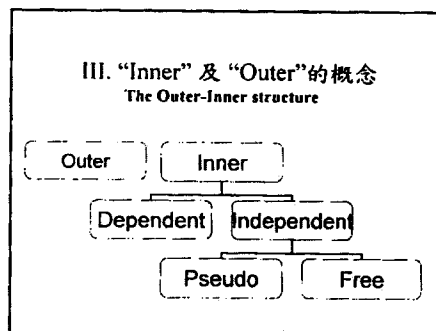 III. “Inner” 及 “Outer”的概念
The Outer-Inner structure
Outer Inner
Dependent Independent
Pseudo Free